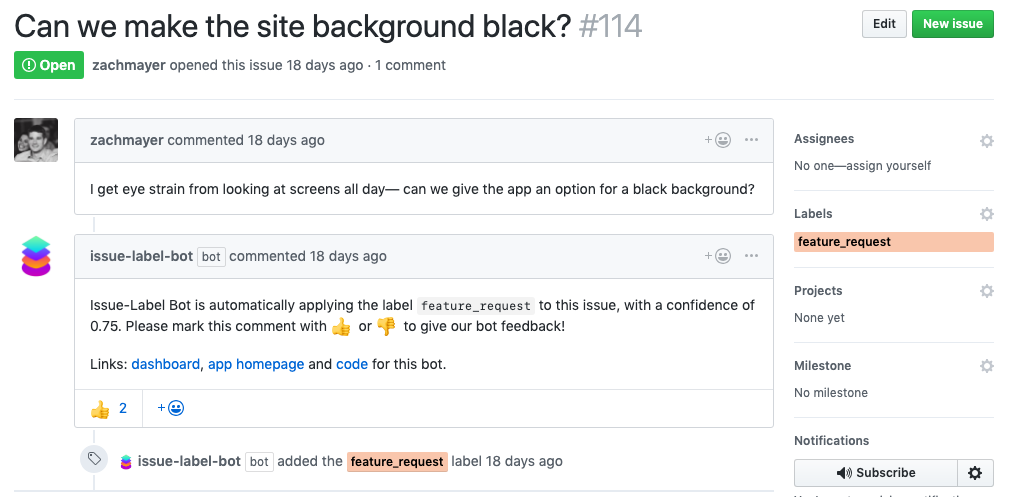 Can we make the site background black? #114
Edit
New issue
Open
zachmayer opened this issue 18 days ago · 1 comment
zachmayer commented 18 days ago
I get eye strain from looking at screens all day— can we give the app an option for a black background?
issue-label-bot bot commented 18 days ago
Issue-Label Bot is automatically applying the label feature_request to this issue, with a confidence of
0.75. Please mark this comment with 👍 or 👎 to give our bot feedback!
Links: dashboard, app homepage and code for this bot.
👍 2
issue-label-bot bot added the feature_request label 18 days ago
Assignees
No one—assign yourself
Labels
feature_request
Projects
None yet
Milestone
No milestone
Notifications
Subscribe